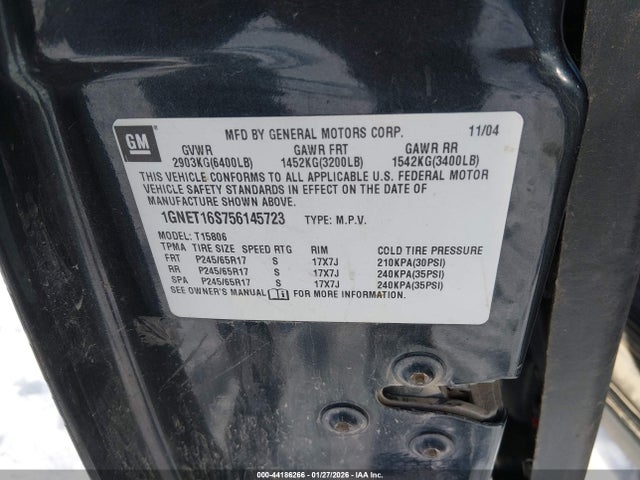 GM
MFD BY GENERAL MOTORS CORP. 11/04
GVWR GAWR FRT GAWR RR
2903KG(6400LB) 1452KG(3200LB) 1542KG(3400LB)
THIS VEHICLE CONFORMS TO ALL APPLICABLE U.S. FEDERAL MOTOR
VEHICLE SAFETY STANDARDS IN EFFECT ON THE DATE OF
MANUFACTURE SHOWN ABOVE.
1GNET16S756145723 TYPE: M.P.V.
MODEL: T15806
TPMA TIRE SIZE SPEED RTG RIM COLD TIRE PRESSURE
FRT P245/65R17 S 17X7J 210KPA(30PSI)
RR P245/65R17 S 17X7J 240KPA(35PSI)
SPA P245/65R17 S 17X7J 240KPA(35PSI)
SEE OWNER'S MANUAL FOR MORE INFORMATION.
000-44186266 - 01/27/2026 - IAAI.COM